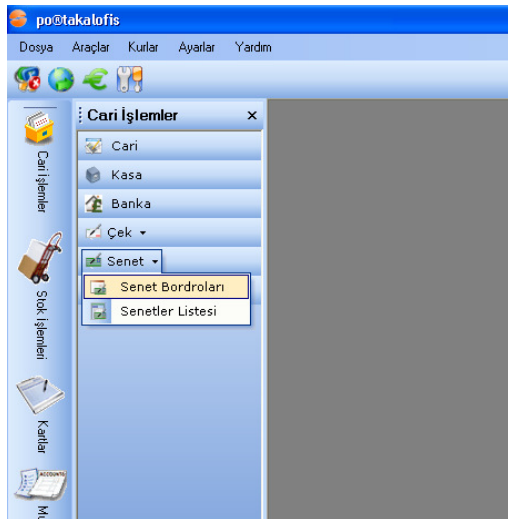 po®takalofis
Dosya Araçlar Kurlar Ayarlar Yardım
Cari İşlemler
Cari
Kasa
Banka
Çek
Senet
Senet Bordroları
Senetler Listesi
Cari İşlemler
Stok İşlemleri
Kartlar
ACCOUNTS